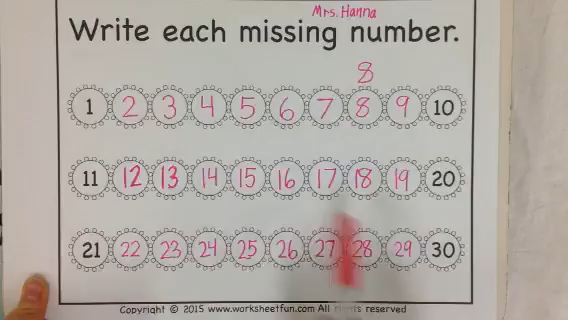 Mrs. Hanna
Write each missing number.
8
1 2 3 4 5 6 7 8 9 10
11 12 13 14 15 16 17 18 19 20
21 22 23 24 25 26 27 28 29 30
Copyright © 2015 www.worksheetfun.com All rights reserved